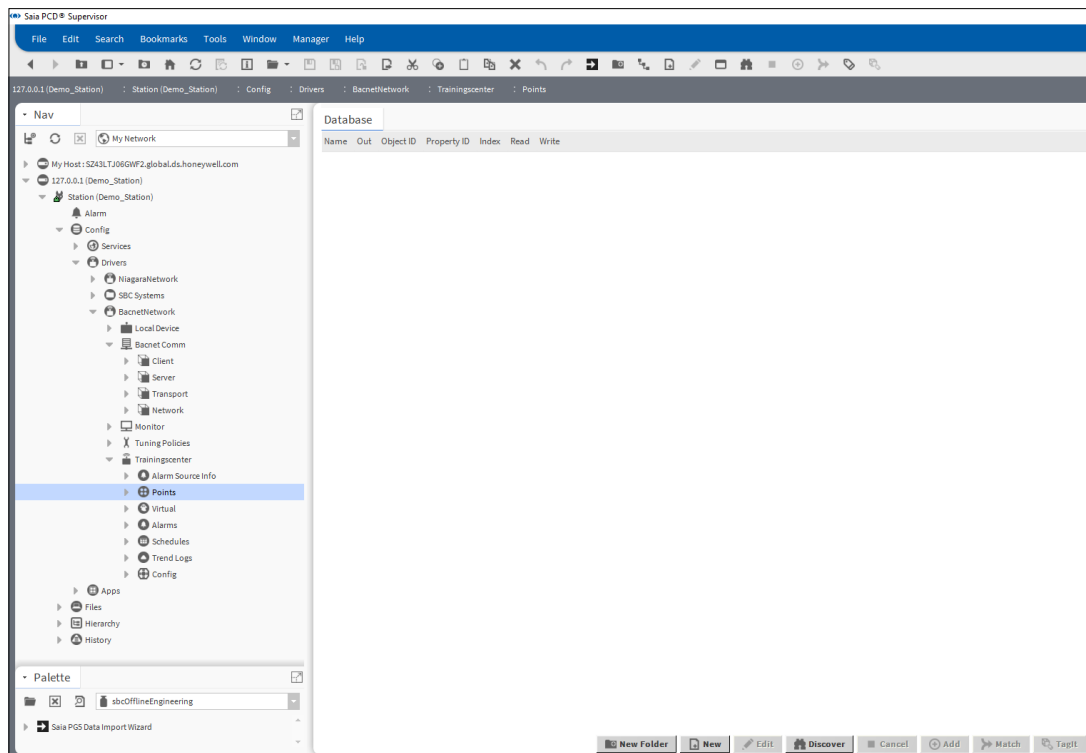 Saia PCD® Supervisor
File Edit Search Bookmarks Tools Window Manager Help
127.0.0.1 (Demo_Station) : Station (Demo_Station) : Config : Drivers : BacnetNetwork : Trainingscenter : Points
Nav
My Network
My Host : SZ43LTJ06GWF2.global.ds.honeywell.com
127.0.0.1 (Demo_Station)
Station (Demo_Station)
Alarm
Config
Services
Drivers
NiagaraNetwork
SBC Systems
BacnetNetwork
Local Device
Bacnet Comm
Client
Server
Transport
Network
Monitor
Tuning Policies
Trainingscenter
Alarm Source Info
Points
Virtual
Alarms
Schedules
Trend Logs
Config
Apps
Files
Hierarchy
History
Palette
sbcOfflineEngineering
Saia PG5 Data Import Wizard
Database
Name Out Object ID Property ID Index Read Write
New Folder New Edit Discover Cancel Add Match TagIt